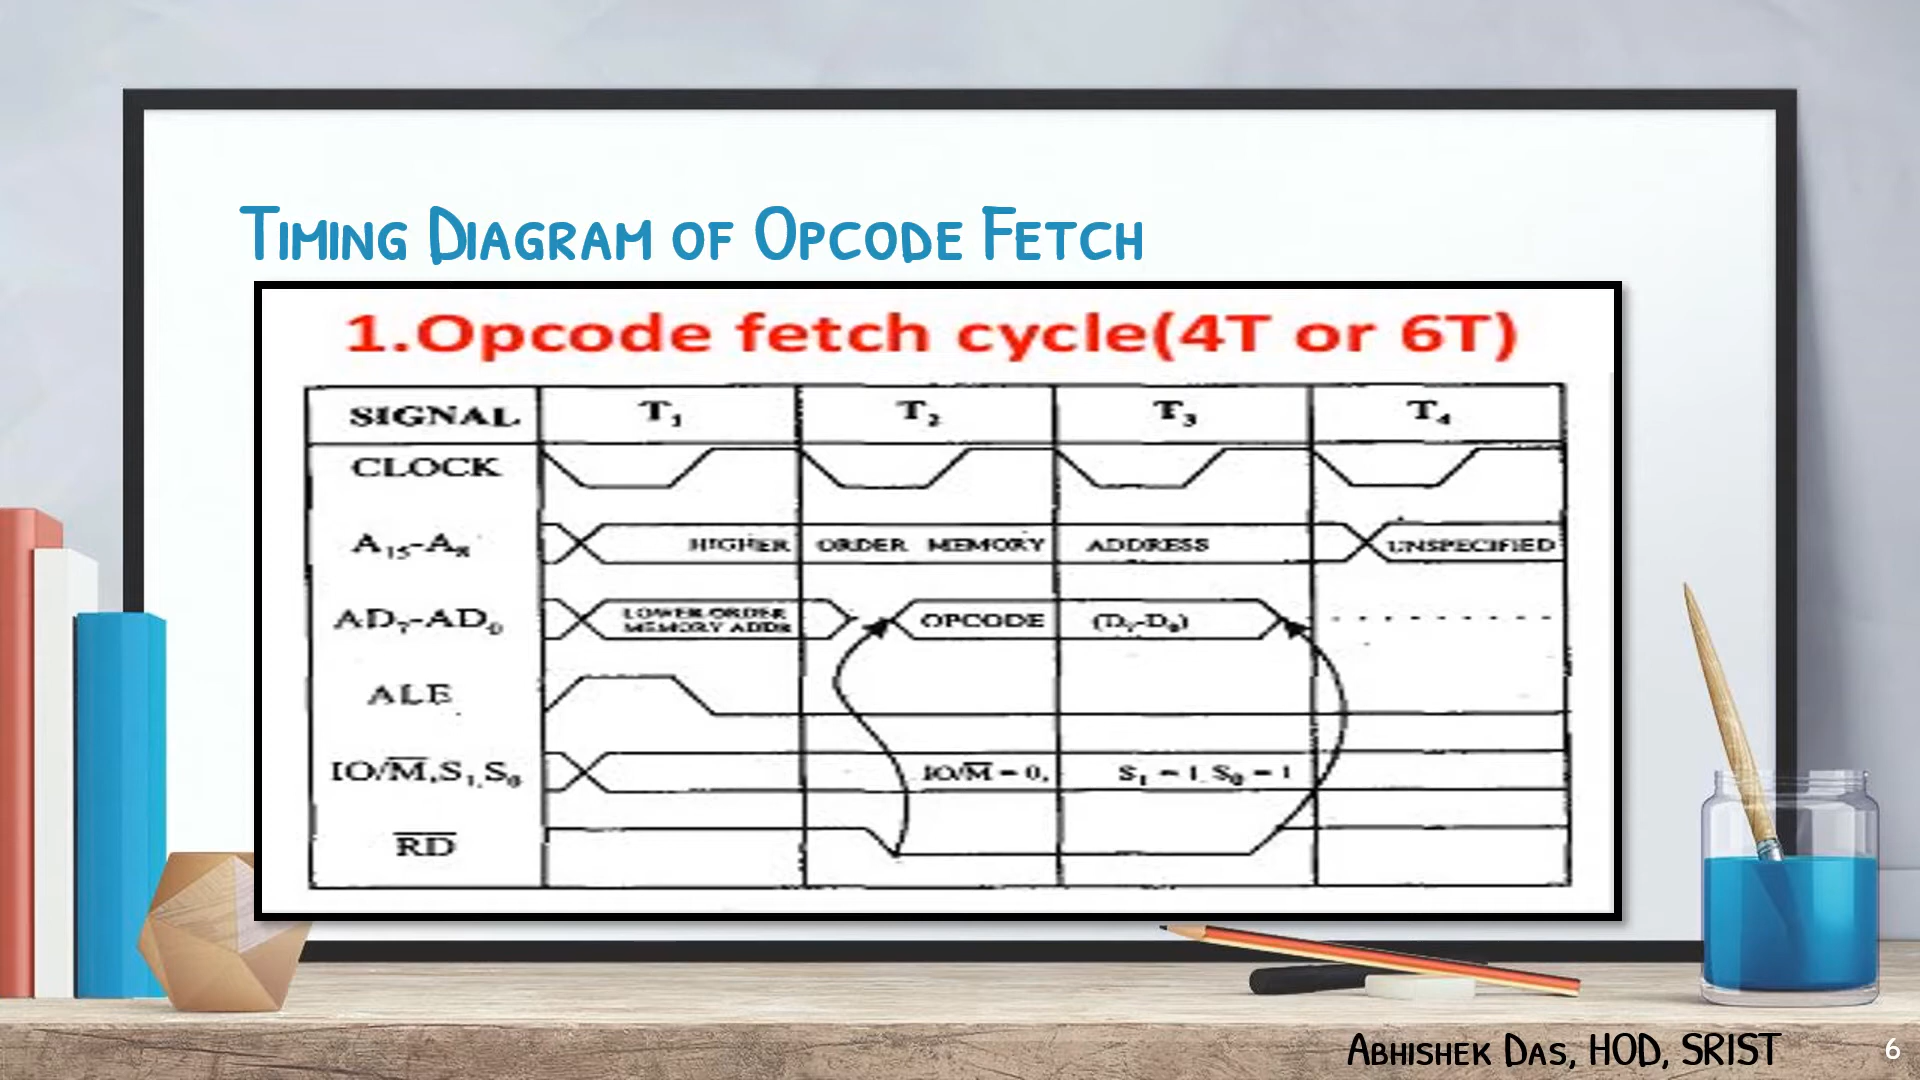 Timing Diagram of Opcode Fetch
1.Opcode fetch cycle(4T or 6T)
SIGNAL T₁ T₂ T₃ T₄
CLOCK
A₁₅-A₈ HIGHER ORDER MEMORY ADDRESS UNSPECIFIED
AD₇-AD₀ LOWER-ORDER MEMORY ADDR OPCODE (D₇-D₀)
ALE
IO/M̅,S₁,S₀ IO/M̅ = 0, S₁ = 1 S₀ = 1
R̅D̅
Abhishek Das, HOD, SRIST
6